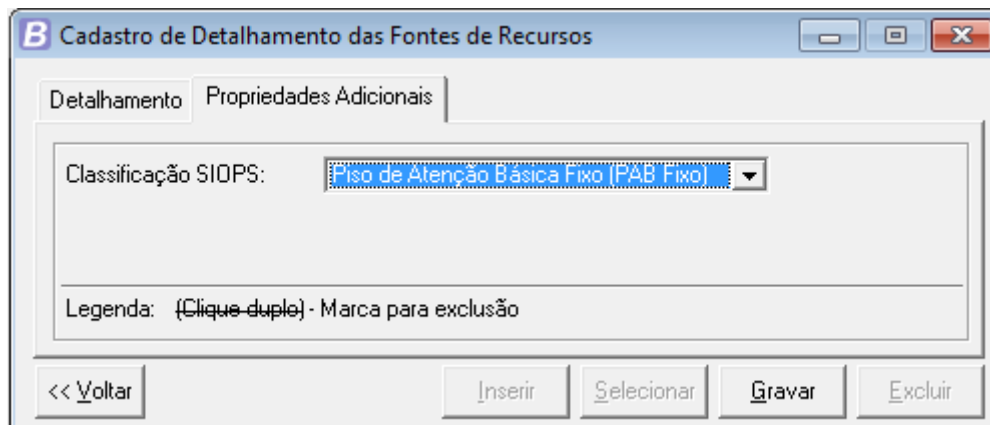 B Cadastro de Detalhamento das Fontes de Recursos
Detalhamento Propriedades Adicionais
Classificação SIOPS: Piso de Atenção Básica Fixo (PAB Fixo)
Legenda: (Clique duplo) - Marca para exclusão
<< Voltar Inserir Selecionar Gravar Excluir